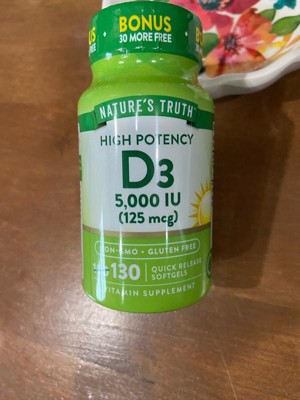 BONUS
30 MORE FREE
NATURE'S TRUTH
HIGH POTENCY
D3
5,000 IU
(125 mcg)
NON-GMO • GLUTEN FREE
130 QUICK RELEASE
SOFTGELS
VITAMIN SUPPLEMENT